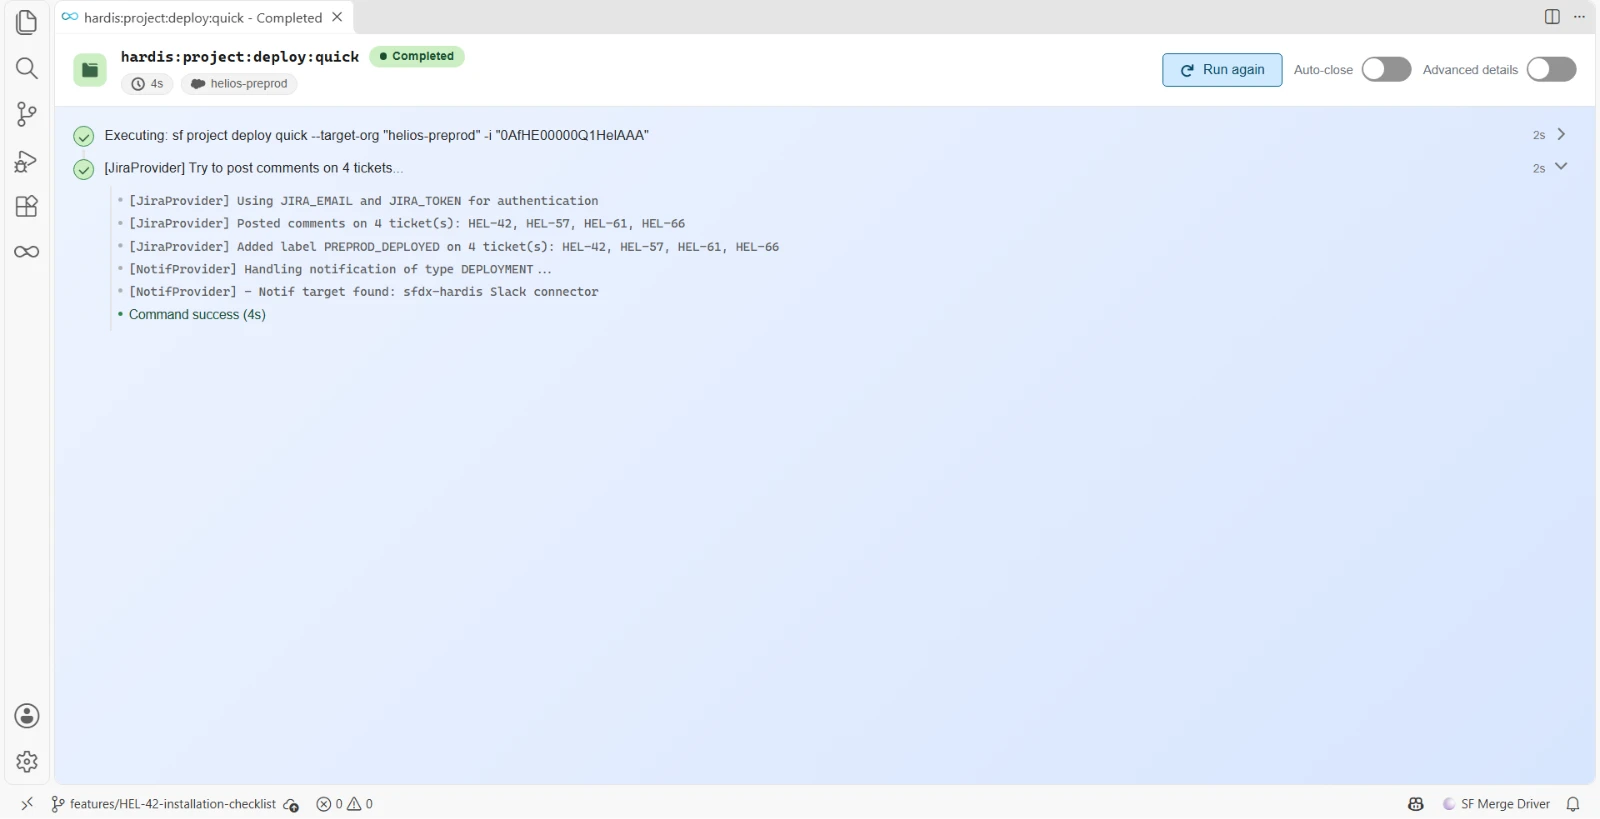 hardis:project:deploy:quick - Completed
hardis:project:deploy:quick
Completed
4s
helios-preprod
Run again
Auto-close
Advanced details
Executing: sf project deploy quick --target-org "helios-preprod" -i "0AfHE00000Q1HelAAA"
2s
[JiraProvider] Try to post comments on 4 tickets...
2s
[JiraProvider] Using JIRA_EMAIL and JIRA_TOKEN for authentication
[JiraProvider] Posted comments on 4 ticket(s): HEL-42, HEL-57, HEL-61, HEL-66
[JiraProvider] Added label PREPROD_DEPLOYED on 4 ticket(s): HEL-42, HEL-57, HEL-61, HEL-66
[NotifProvider] Handling notification of type DEPLOYMENT...
[NotifProvider] - Notif target found: sfdx-hardis Slack connector
Command success (4s)
features/HEL-42-installation-checklist
0
0
SF Merge Driver